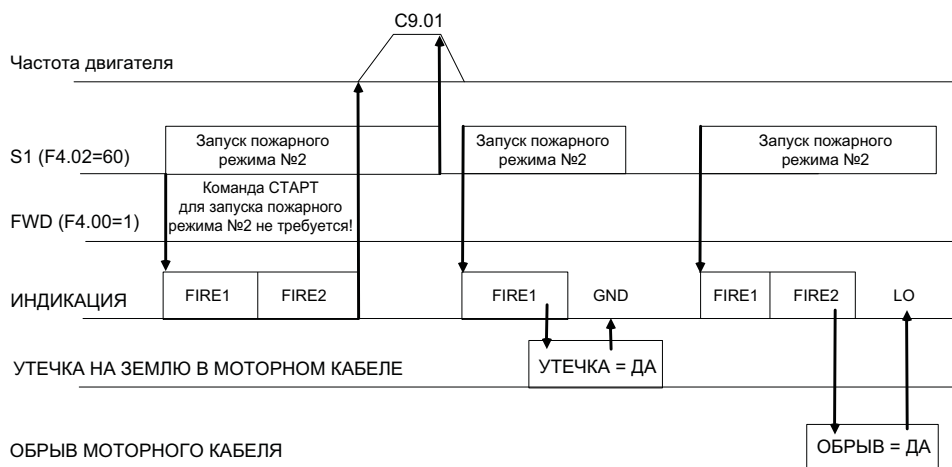 C9.01
Частота двигателя
S1 (F4.02=60)
Запуск пожарного
режима №2
Запуск пожарного
режима №2
Запуск пожарного
режима №2
Команда СТАРТ
для запуска пожарного
режима №2 не требуется!
FWD (F4.00=1)
ИНДИКАЦИЯ
FIRE1
FIRE2
FIRE1
GND
FIRE1
FIRE2
LO
УТЕЧКА НА ЗЕМЛЮ В МОТОРНОМ КАБЕЛЕ
УТЕЧКА = ДА
ОБРЫВ МОТОРНОГО КАБЕЛЯ
ОБРЫВ = ДА